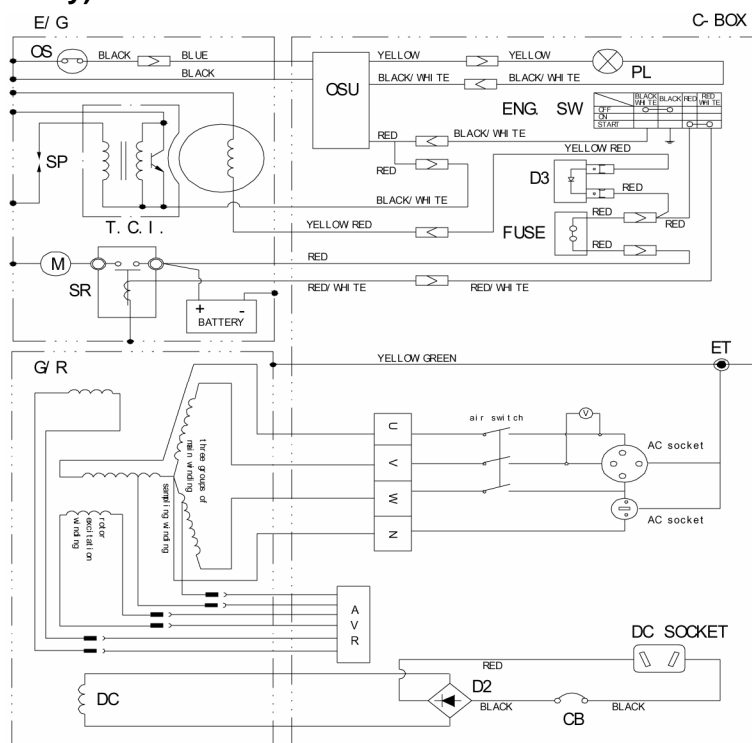 E/ G
C- BOX
OS
BLACK
BLUE
BLACK
OSU
YELLOW
YELLOW
PL
BLACK/ WHI TE
BLACK/ WHI TE
ENG. SW
BLACK WHI TE
BLACK
RED
RED WHI TE
OFF
ON
START
RED
BLACK/ WHI TE
SP
RED
YELLOW RED
D3
RED
BLACK/ WHI TE
T. C. I.
YELLOW RED
FUSE
RED
RED
RED
RED
M
SR
RED/ WHI TE
RED/ WHI TE
+ -
BATTERY
G/ R
YELLOW GREEN
ET
three groups of
main winding
sampling winding
rotor
excitation
winding
U
V
W
N
air switch
V
AC socket
AC socket
A
V
R
DC SOCKET
RED
DC
D2
BLACK
CB
BLACK